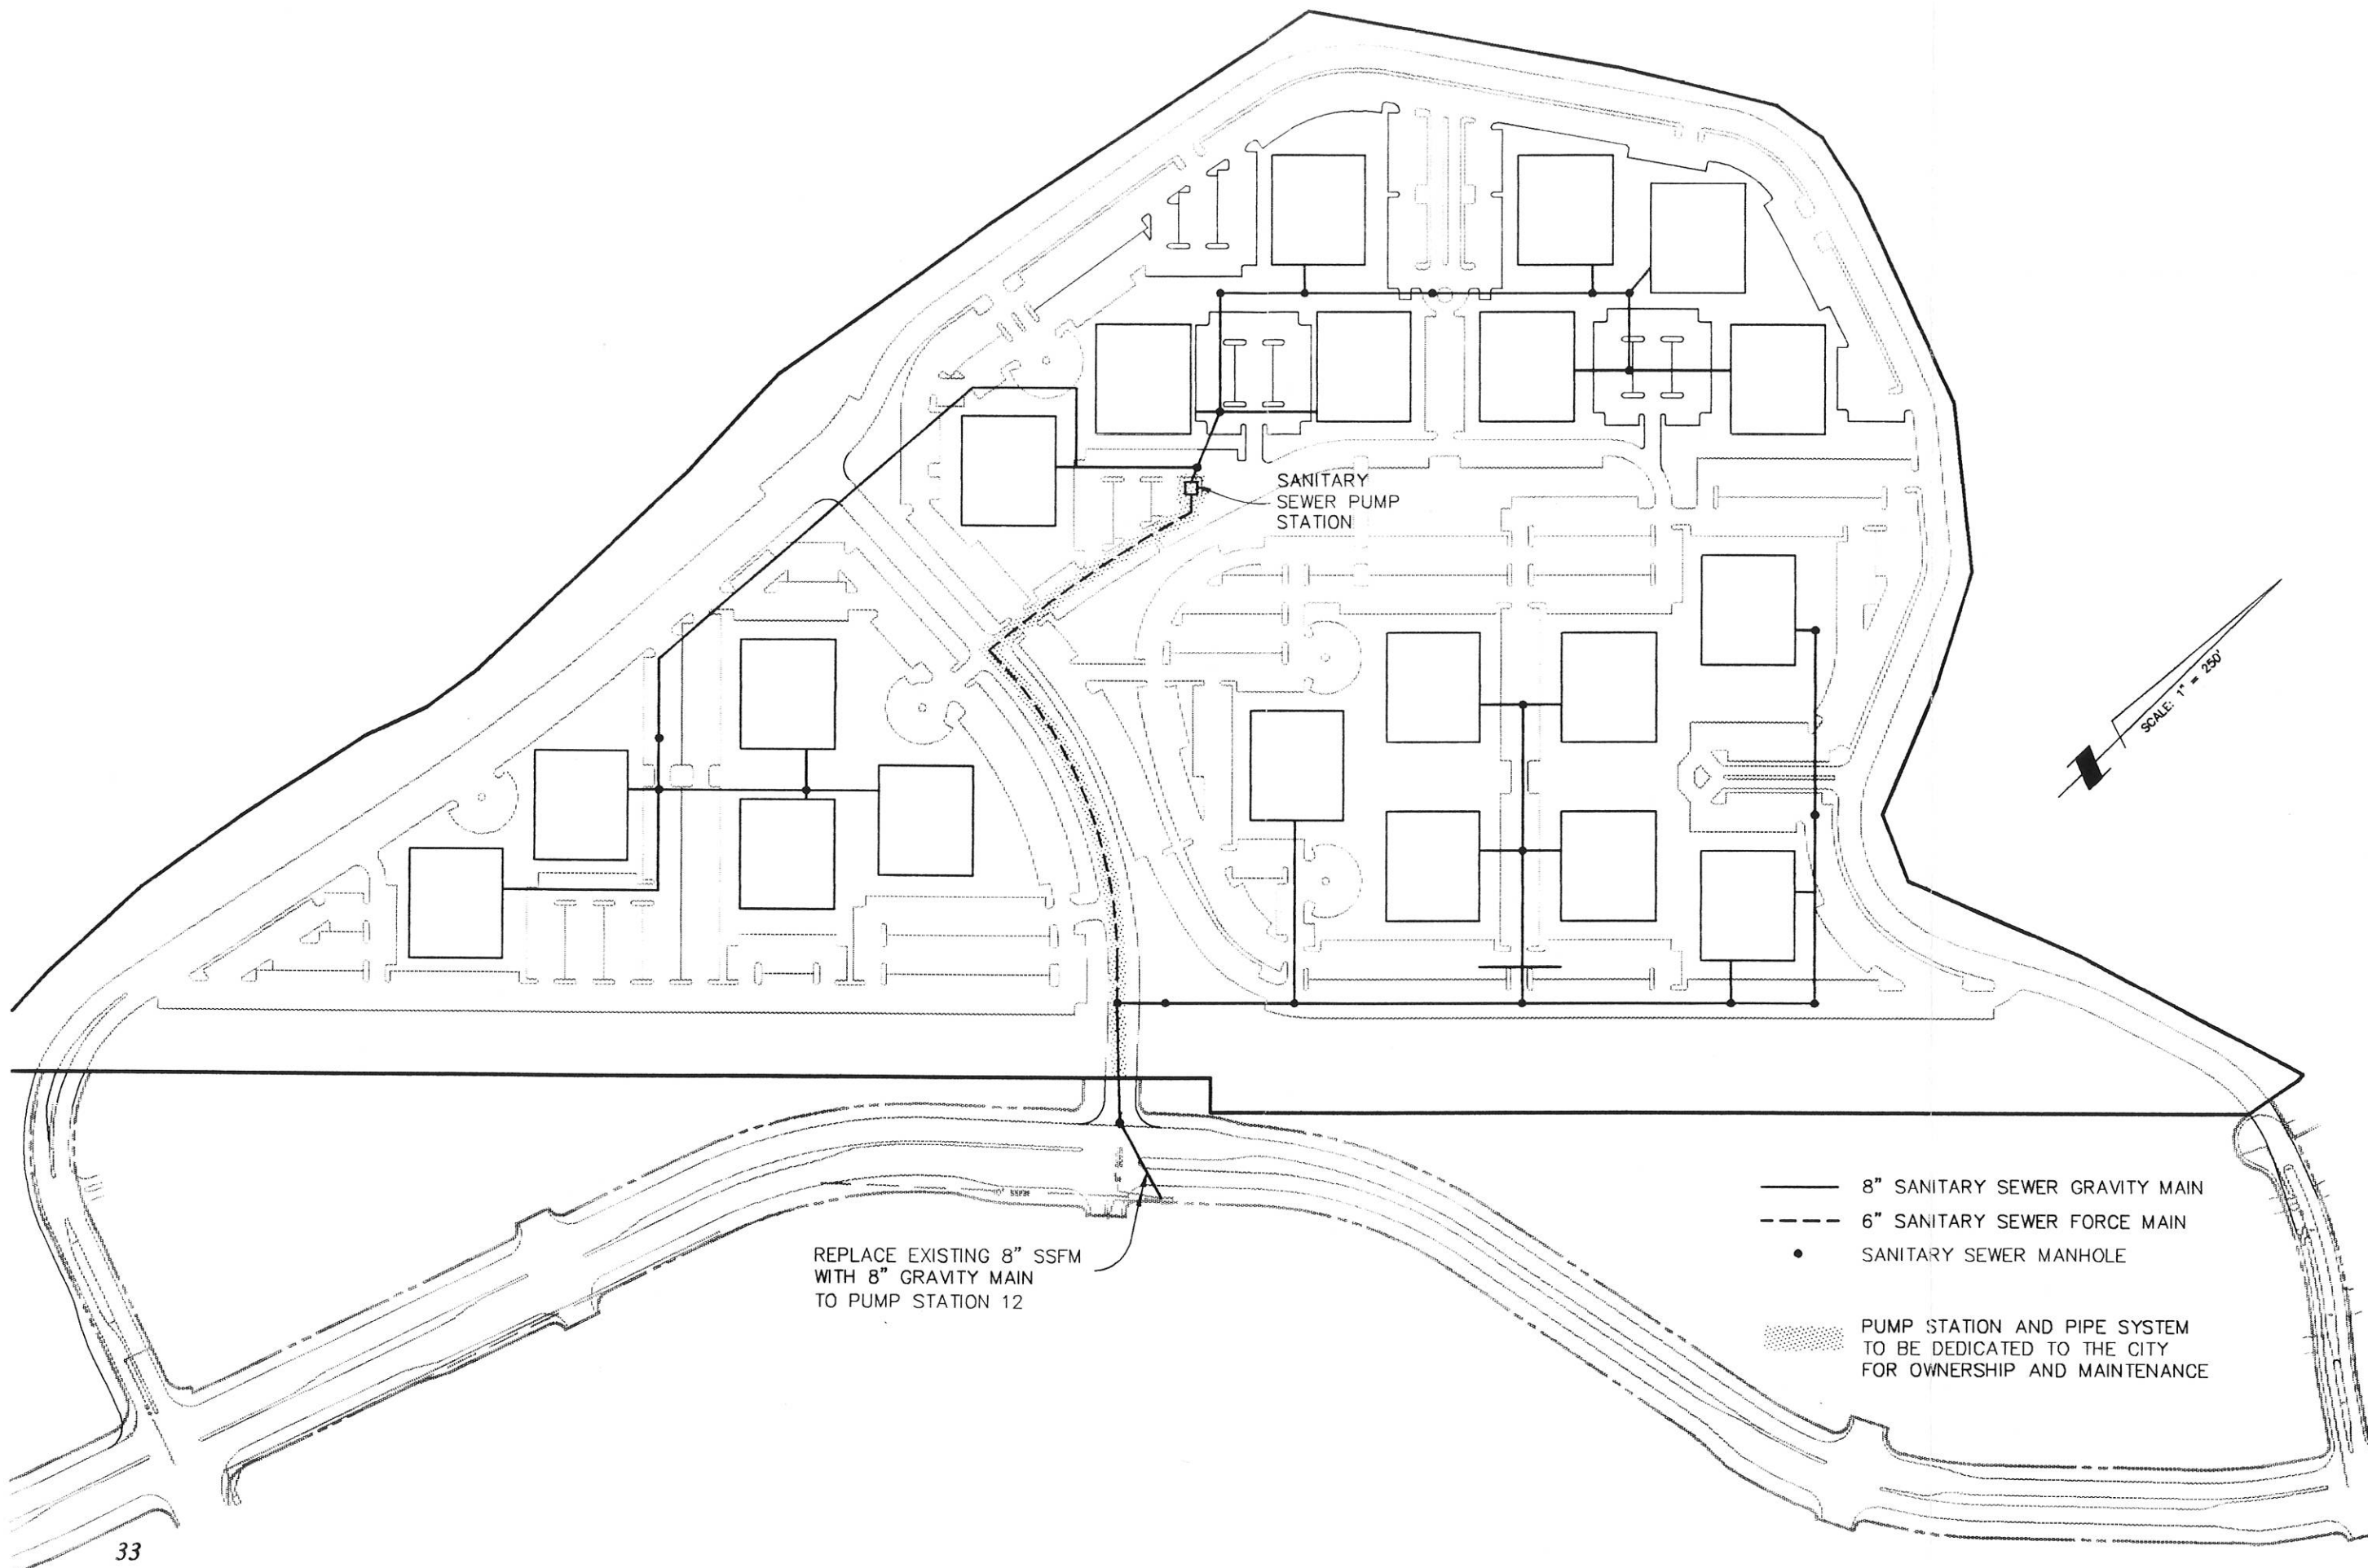 SANITARY
SEWER PUMP
STATION
SCALE: 1" = 250'
REPLACE EXISTING 8" SSFM
WITH 8" GRAVITY MAIN
TO PUMP STATION 12
8" SANITARY SEWER GRAVITY MAIN
6" SANITARY SEWER FORCE MAIN
SANITARY SEWER MANHOLE
PUMP STATION AND PIPE SYSTEM
TO BE DEDICATED TO THE CITY
FOR OWNERSHIP AND MAINTENANCE
33